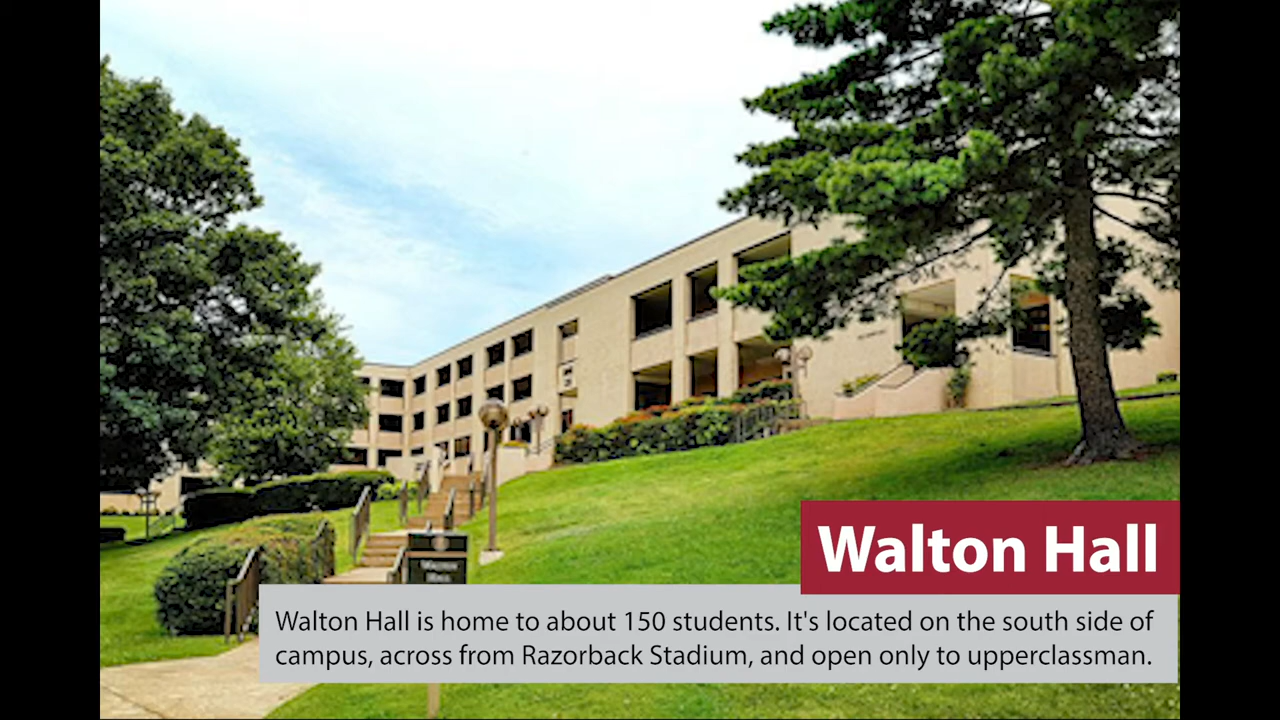 Walton Hall
Walton Hall is home to about 150 students. It's located on the south side of
campus, across from Razorback Stadium, and open only to upperclassman.